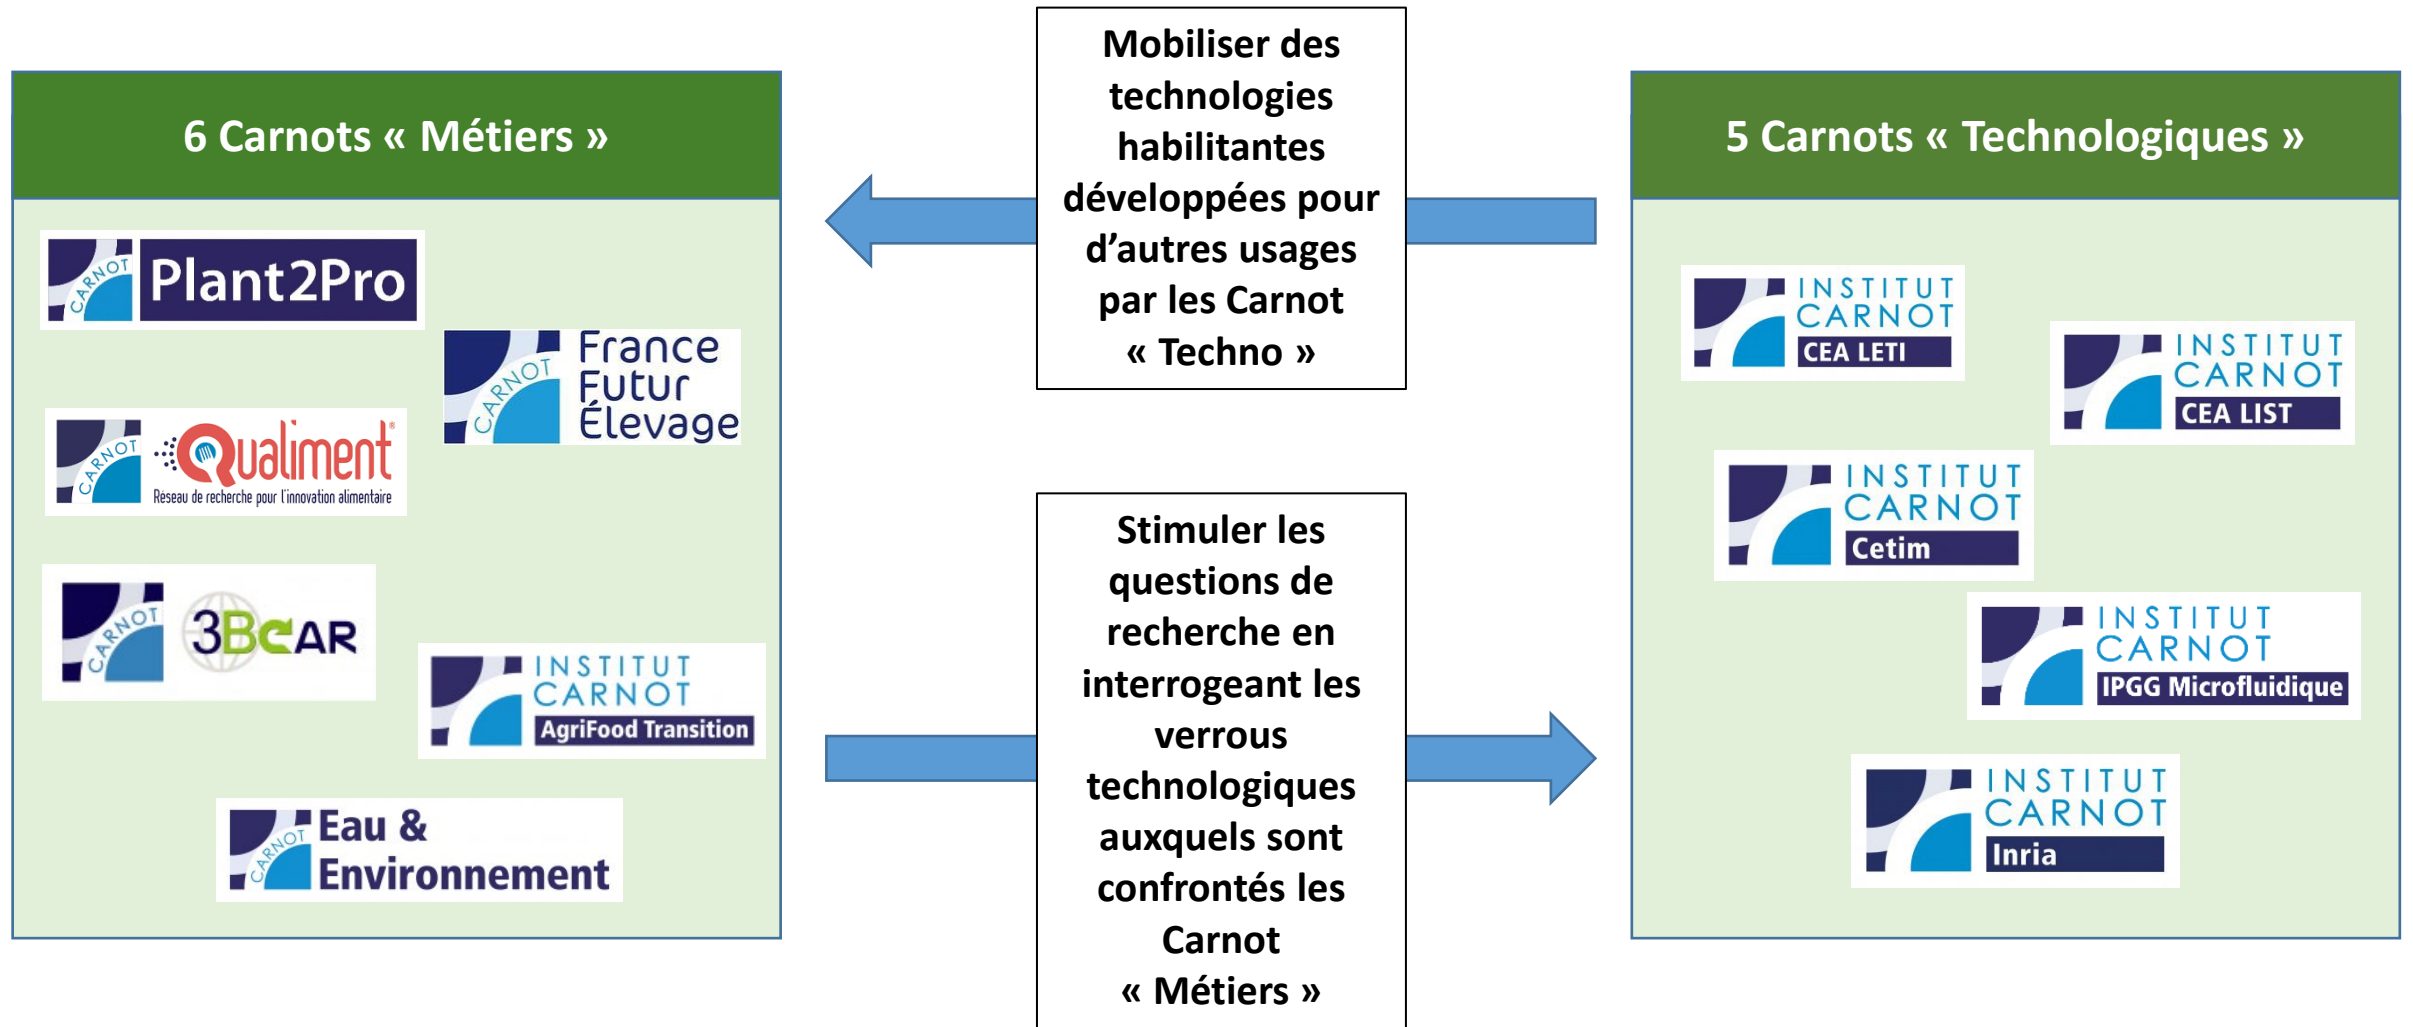 6 Carnots « Métiers »
CARNOT
Plant2Pro
CARNOT
France
Futur
Élevage
CARNOT
Qualiment®
Réseau de recherche pour l'innovation alimentaire
CARNOT
3BCAR
INSTITUT
CARNOT
AgriFood Transition
CARNOT
Eau &
Environnement
Mobiliser des
technologies
habilitantes
développées pour
d'autres usages
par les Carnot
« Techno »
Stimuler les
questions de
recherche en
interrogeant les
verrous
technologiques
auxquels sont
confrontés les
Carnot
« Métiers »
5 Carnots « Technologiques »
INSTITUT
CARNOT
CEA LETI
INSTITUT
CARNOT
CEA LIST
INSTITUT
CARNOT
Cetim
INSTITUT
CARNOT
IPGG Microfluidique
INSTITUT
CARNOT
Inria